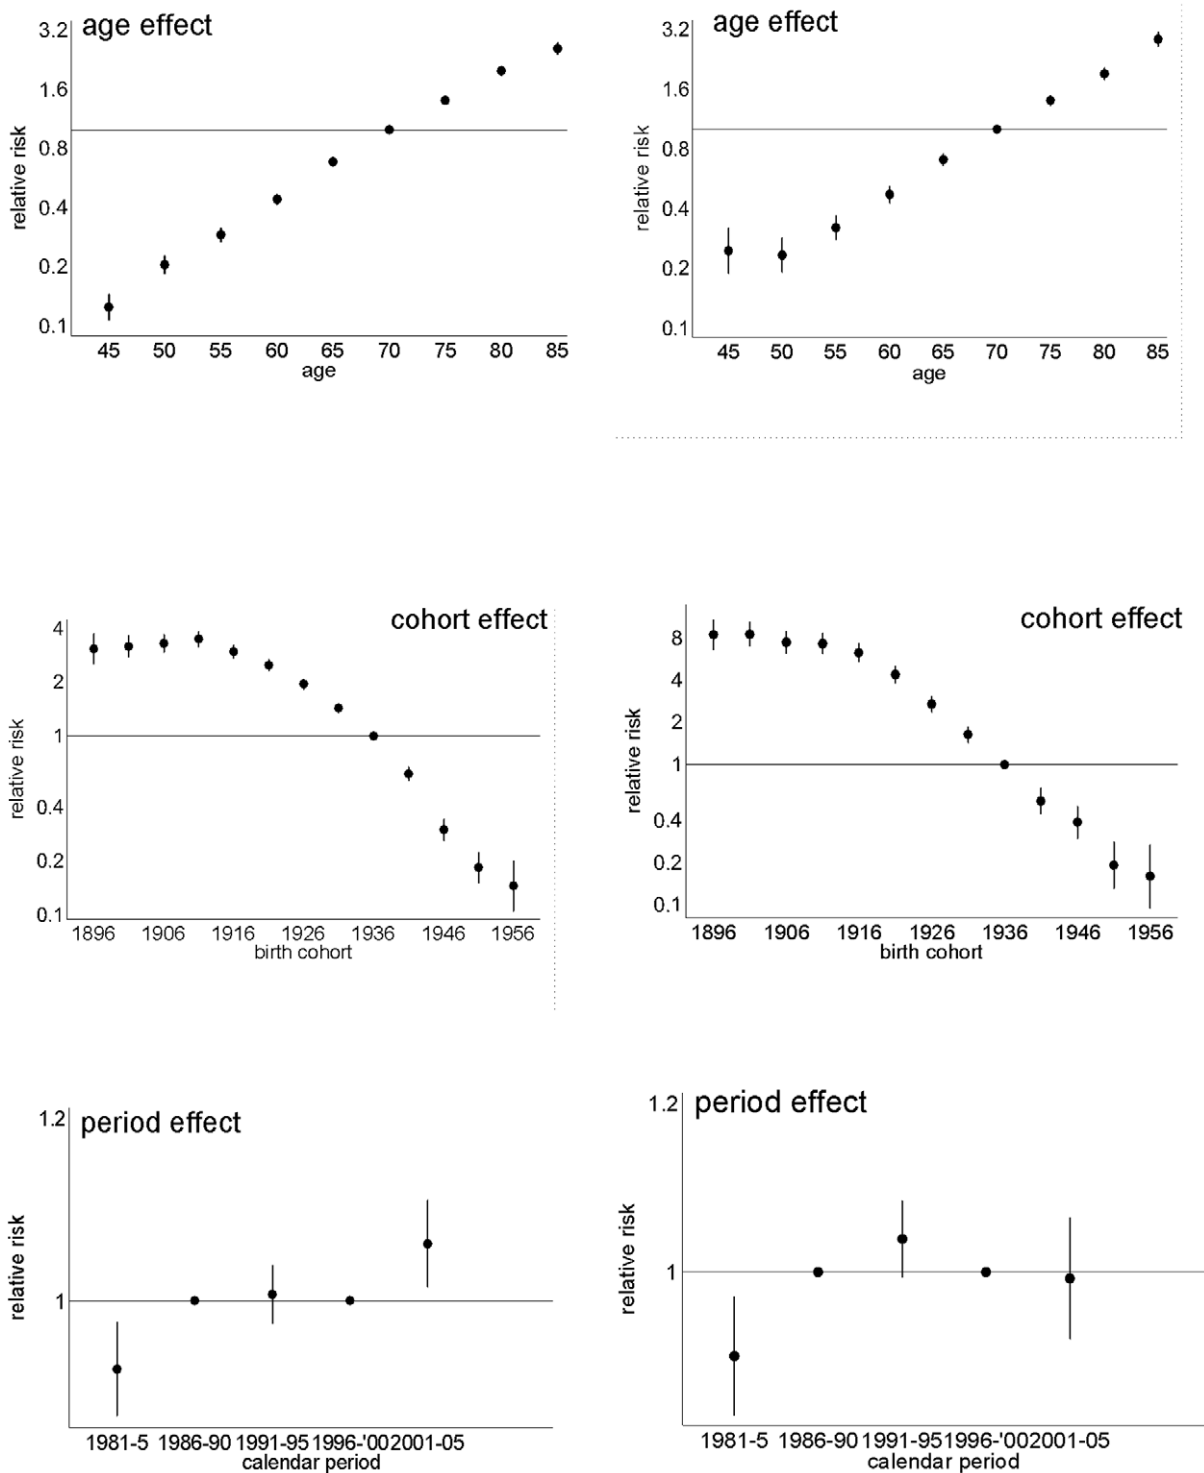 age effect
3.2
1.6
0.8
0.4
0.2
0.1
relative risk
45 50 55 60 65 70 75 80 85
age
age effect
3.2
1.6
0.8
0.4
0.2
0.1
relative risk
45 50 55 60 65 70 75 80 85
age
cohort effect
4
2
1
0.4
0.2
0.1
relative risk
1896 1906 1916 1926 1936 1946 1956
birth cohort
cohort effect
8
4
2
1
0.4
0.2
0.1
relative risk
1896 1906 1916 1926 1936 1946 1956
birth cohort
period effect
1.2
1
relative risk
1981-5 1986-90 1991-95 1996-'00 2001-05
calendar period
period effect
1.2
1
relative risk
1981-5 1986-90 1991-95 1996-'00 2001-05
calendar period